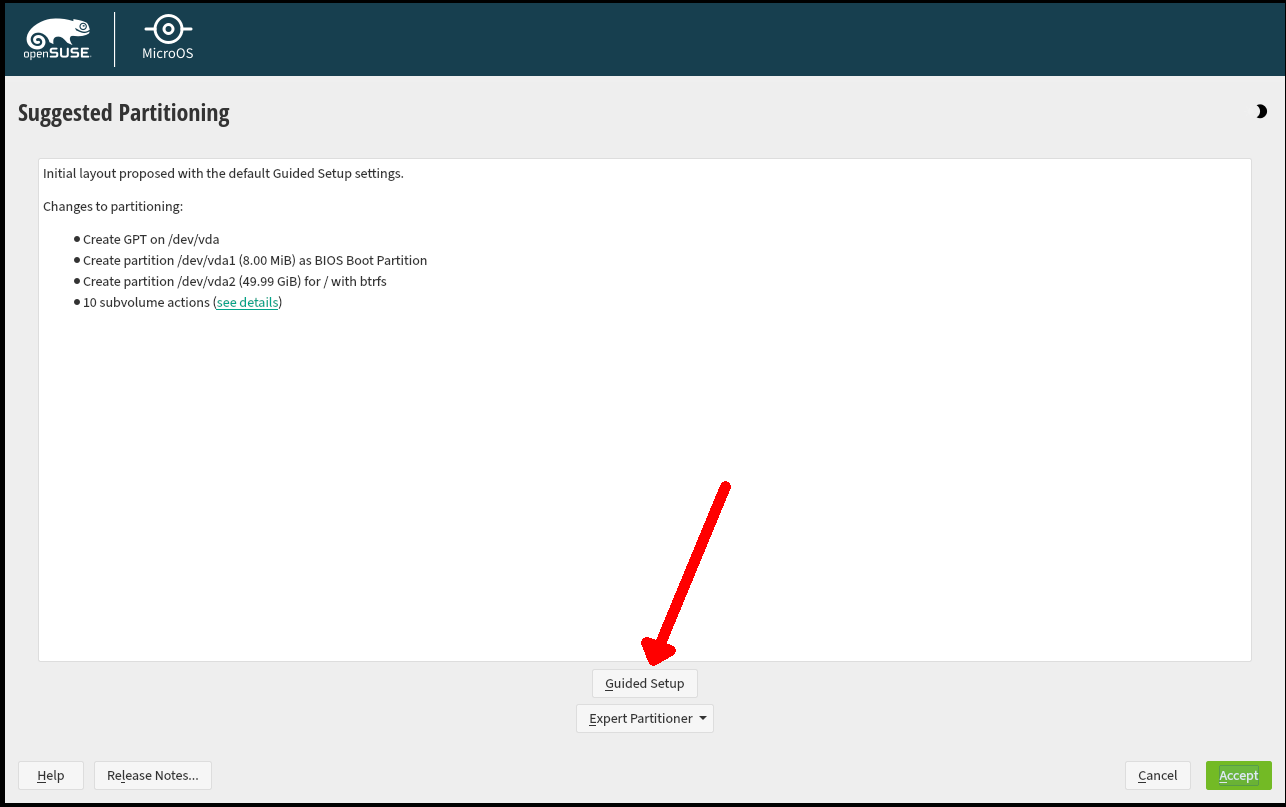 openSUSE
MicroOS
Suggested Partitioning
Initial layout proposed with the default Guided Setup settings.
Changes to partitioning:
● Create GPT on /dev/vda
● Create partition /dev/vda1 (8.00 MiB) as BIOS Boot Partition
● Create partition /dev/vda2 (49.99 GiB) for / with btrfs
● 10 subvolume actions (see details)
Guided Setup
Expert Partitioner
Help
Release Notes...
Cancel
Accept